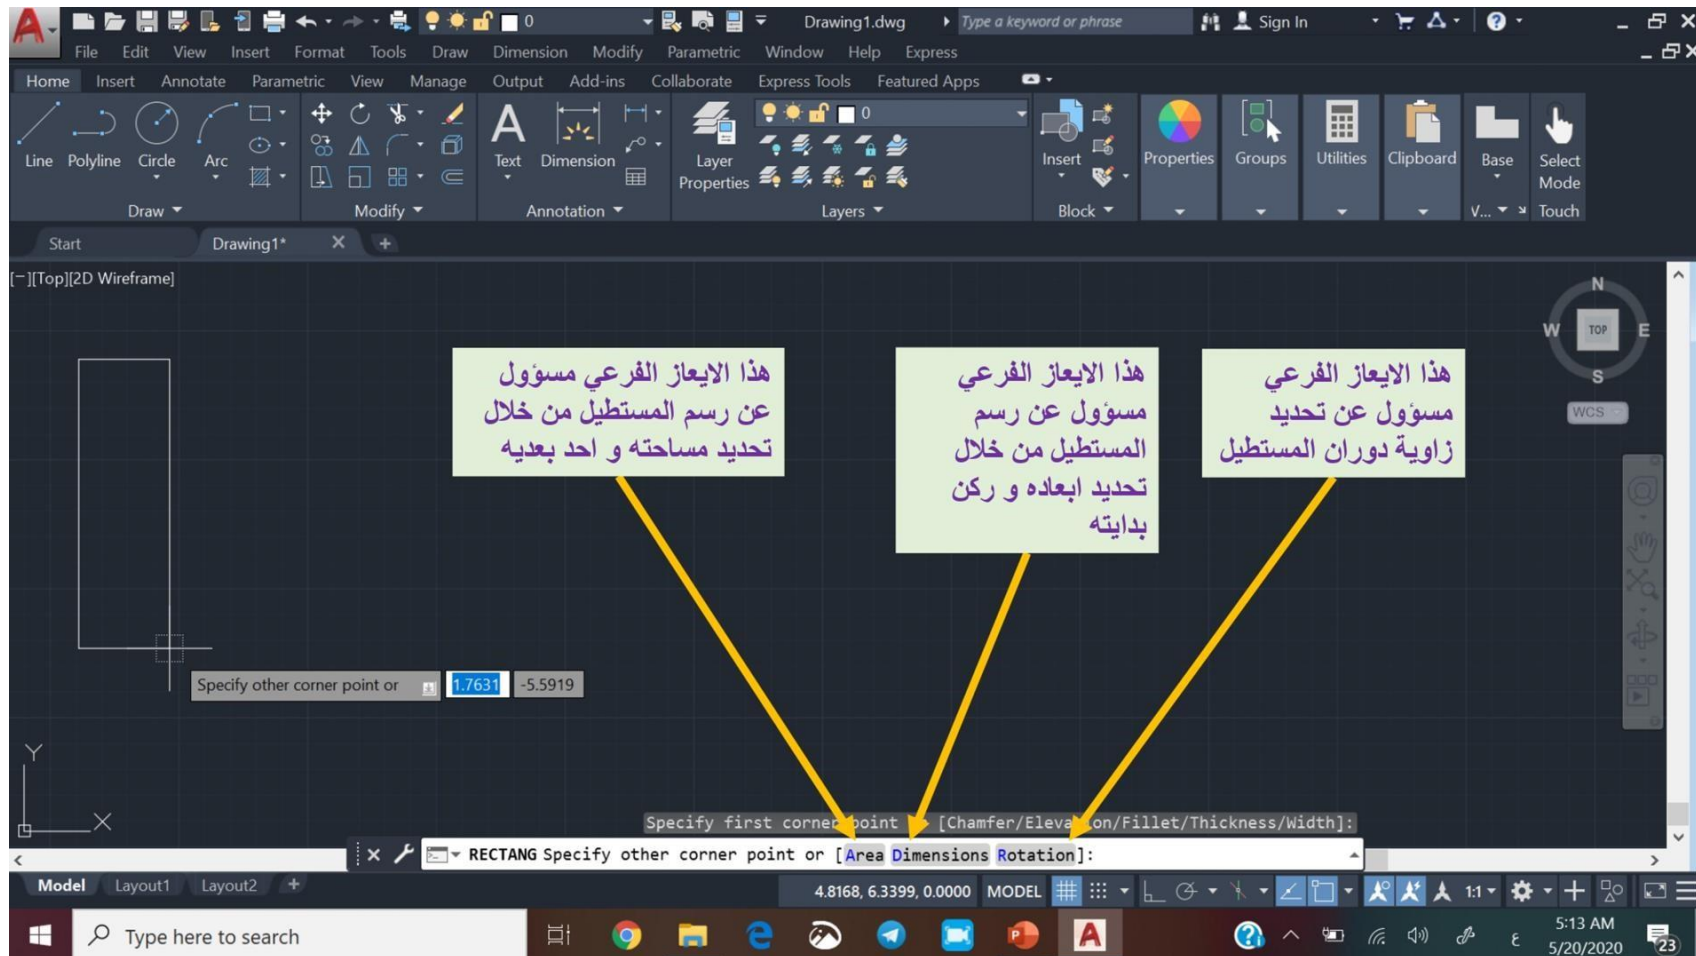 0
Drawing1.dwg
Type a keyword or phrase
Sign In
File Edit View Insert Format Tools Draw Dimension Modify Parametric Window Help Express
Home Insert Annotate Parametric View Manage Output Add-ins Collaborate Express Tools Featured Apps
0
Line Polyline Circle Arc
Text Dimension
Layer
Properties
Insert
Properties Groups Utilities Clipboard Base
Select
Mode
Draw Modify Annotation Layers Block V... Touch
Start Drawing1*
[−][Top][2D Wireframe]
N
W TOP E
S
WCS
هذا الايعاز الفرعي مسؤول
عن رسم المستطيل من خلال
تحديد مساحته و احد بعديه
هذا الايعاز الفرعي
مسؤول عن رسم
المستطيل من خلال
تحديد ابعاده و ركن
بدايته
هذا الايعاز الفرعي
مسؤول عن تحديد
زاوية دوران المستطيل
Specify other corner point or 1.7631 -5.5919
Y
X
Specify first corner point [Chamfer/Elevation/Fillet/Thickness/Width]:
RECTANG Specify other corner point or [Area Dimensions Rotation]:
Model Layout1 Layout2
4.8168, 6.3399, 0.0000 MODEL 1:1
Type here to search
ع
5:13 AM
5/20/2020
23